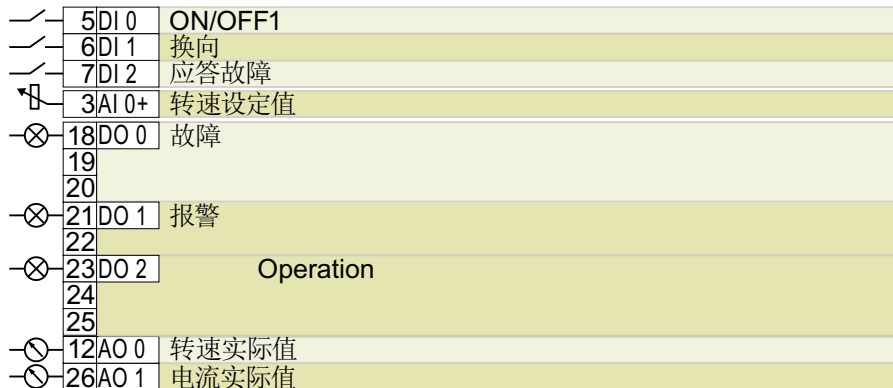 5 DI 0 ON/OFF1
6 DI 1 换向
7 DI 2 应答故障
3 AI 0+ 转速设定值
18 DO 0 故障
19
20
21 DO 1 报警
22
23 DO 2 Operation
24
25
12 AO 0 转速实际值
26 AO 1 电流实际值